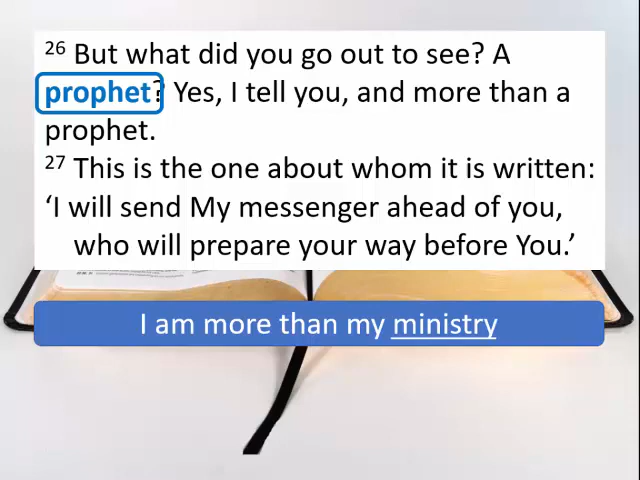 26 But what did you go out to see? A
prophet? Yes, I tell you, and more than a
prophet.
27 This is the one about whom it is written:
‘I will send My messenger ahead of you,
who will prepare your way before You.’
I am more than my ministry